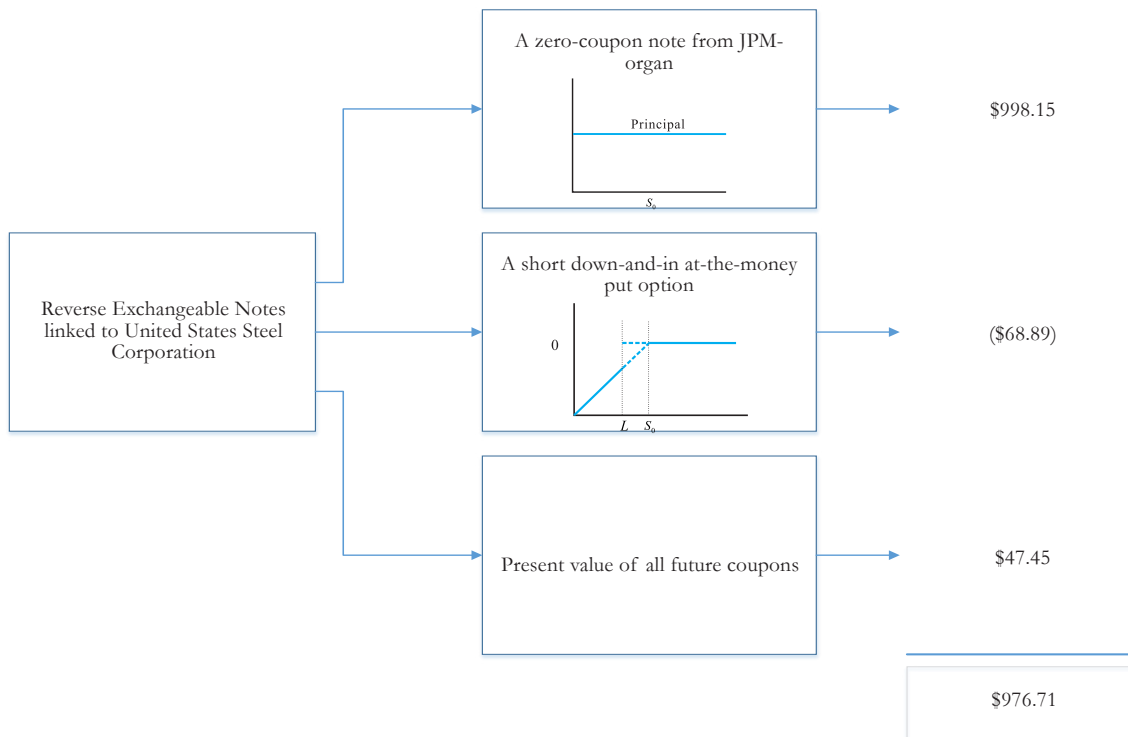 A zero-coupon note from JPM-
organ
Principal
S₀
$998.15
Reverse Exchangeable Notes
linked to United States Steel
Corporation
A short down-and-in at-the-money
put option
0
L S₀
($68.89)
Present value of all future coupons
$47.45
$976.71